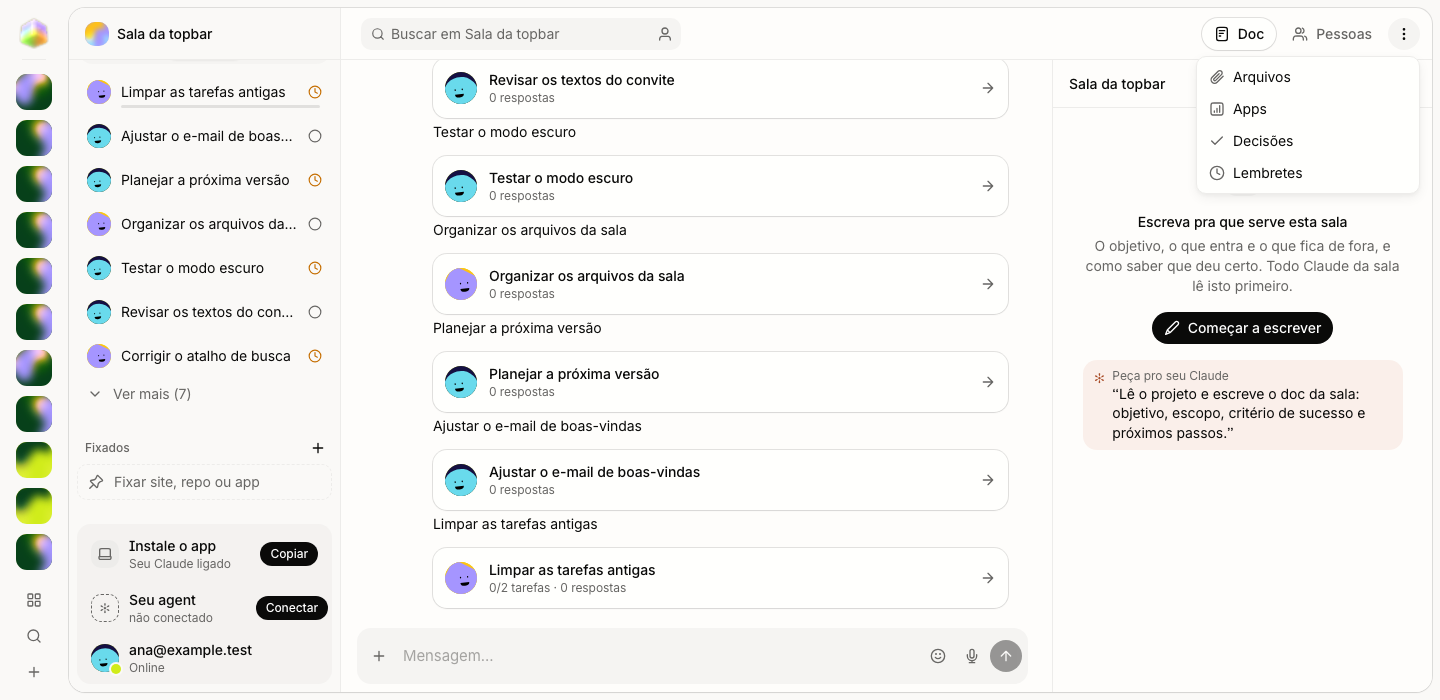 Sala da topbar
Limpar as tarefas antigas
Ajustar o e-mail de boas...
Planejar a próxima versão
Organizar os arquivos da...
Testar o modo escuro
Revisar os textos do con...
Corrigir o atalho de busca
Ver mais (7)
Fixados
Fixar site, repo ou app
Instale o app
Seu Claude ligado
Copiar
Seu agent
não conectado
Conectar
ana@example.test
Online
Buscar em Sala da topbar
Doc
Pessoas
Revisar os textos do convite
0 respostas
Testar o modo escuro
Testar o modo escuro
0 respostas
Organizar os arquivos da sala
Organizar os arquivos da sala
0 respostas
Planejar a próxima versão
Planejar a próxima versão
0 respostas
Ajustar o e-mail de boas-vindas
Ajustar o e-mail de boas-vindas
0 respostas
Limpar as tarefas antigas
Limpar as tarefas antigas
0/2 tarefas · 0 respostas
Mensagem...
Sala da topbar
Arquivos
Apps
Decisões
Lembretes
Escreva pra que serve esta sala
O objetivo, o que entra e o que fica de fora, e
como saber que deu certo. Todo Claude da sala
lê isto primeiro.
Começar a escrever
Peça pro seu Claude
“Lê o projeto e escreve o doc da sala:
objetivo, escopo, critério de sucesso e
próximos passos.”